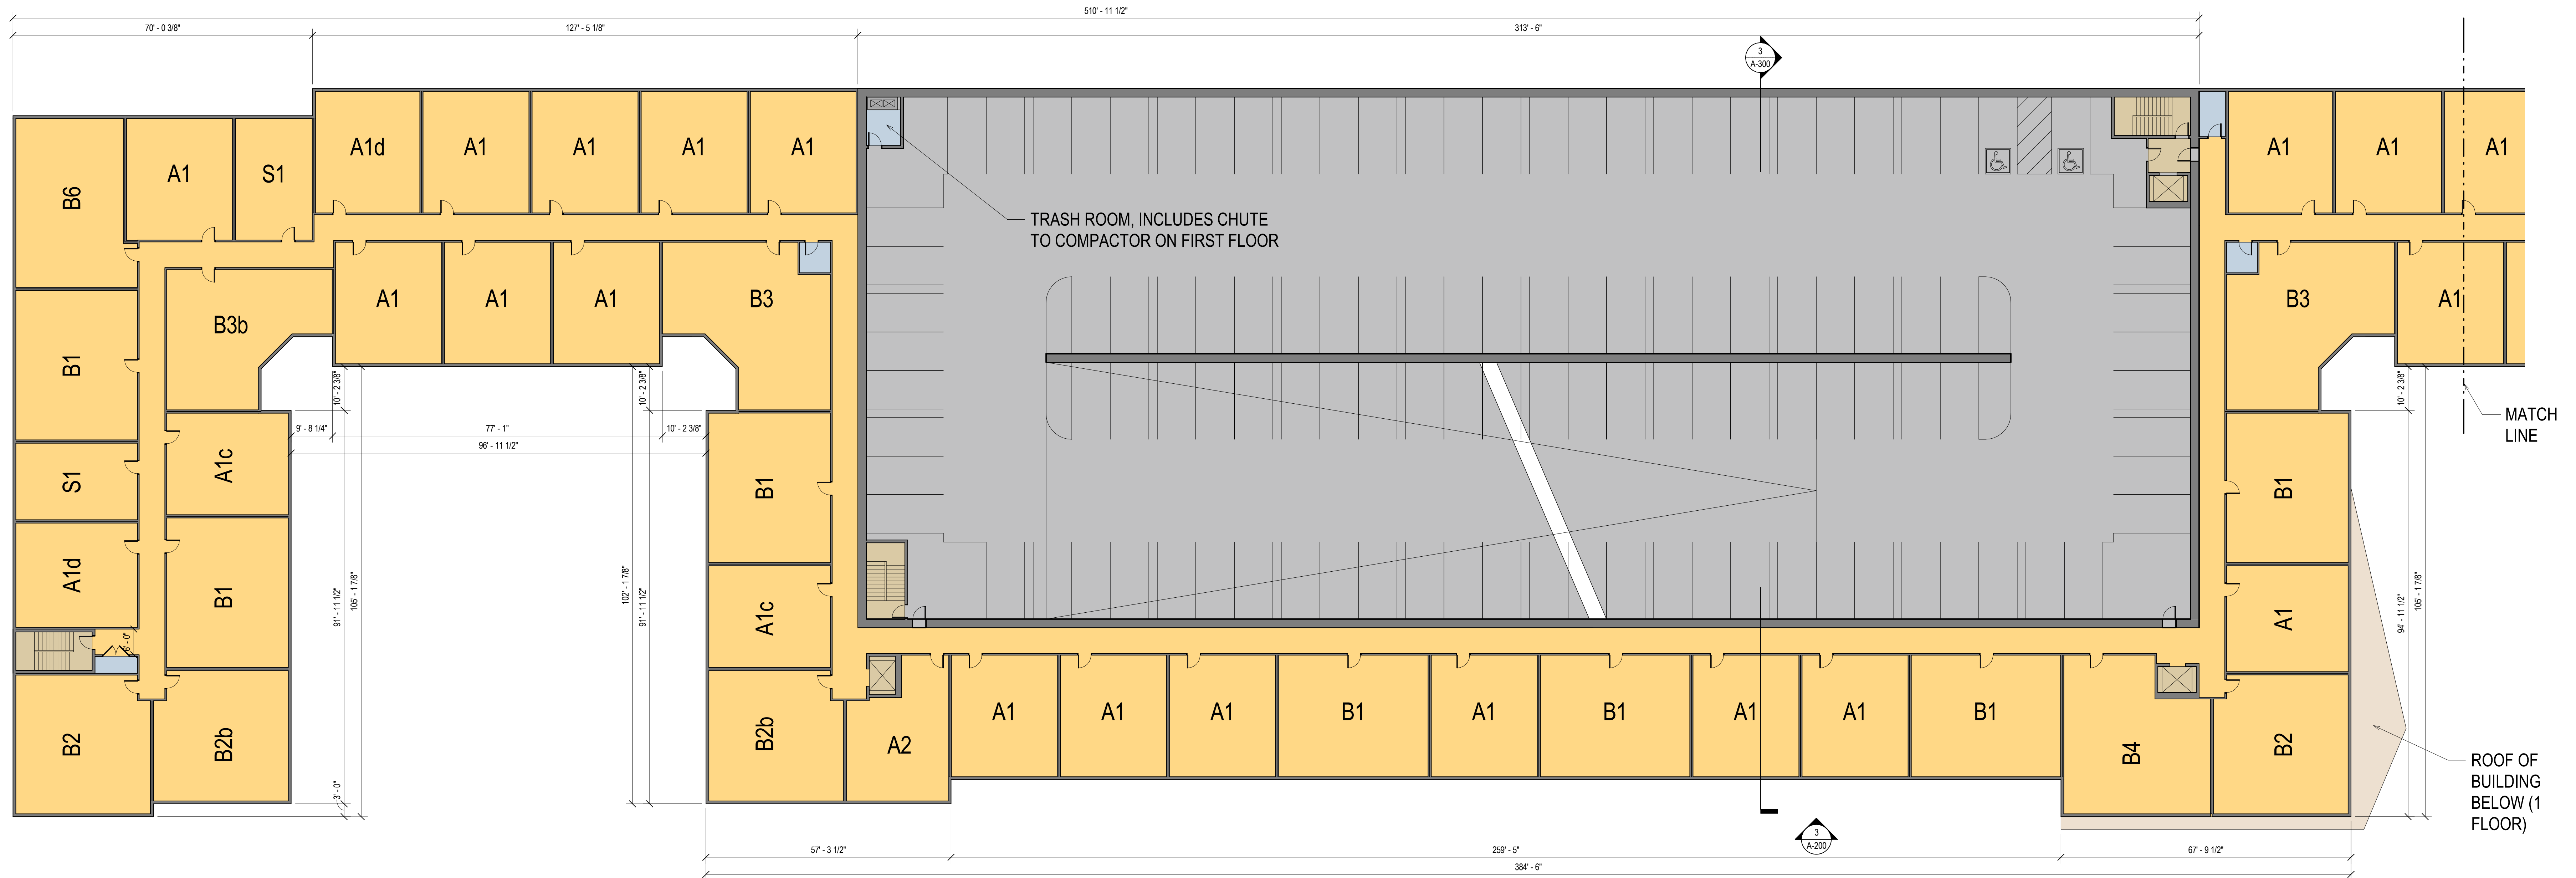 510' - 11 1/2"
70' - 0 3/8"
127' - 5 1/8"
313' - 6"
3
A-300
A1d
A1
A1
A1
A1
A1
A1
A1
A1
S1
B6
TRASH ROOM, INCLUDES CHUTE
TO COMPACTOR ON FIRST FLOOR
A1
A1
A1
B3
B3
A1
B3b
B1
10' - 2 3/8"
10' - 2 3/8"
10' - 2 3/8"
MATCH
LINE
9' - 8 1/4"
77' - 1"
10' - 2 3/8"
96' - 11 1/2"
A1c
S1
B1
B1
A1d
B1
91' - 11 1/2"
105' - 1 7/8"
102' - 1 7/8"
91' - 11 1/2"
A1c
A1
94' - 11 1/2"
105' - 1 7/8"
6' - 0"
B2
B2b
B2b
A2
A1
A1
A1
B1
A1
B1
A1
A1
B1
B4
B2
3' - 0"
ROOF OF
BUILDING
BELOW (1
FLOOR)
3
A-200
57' - 3 1/2"
259' - 5"
67' - 9 1/2"
384' - 6"